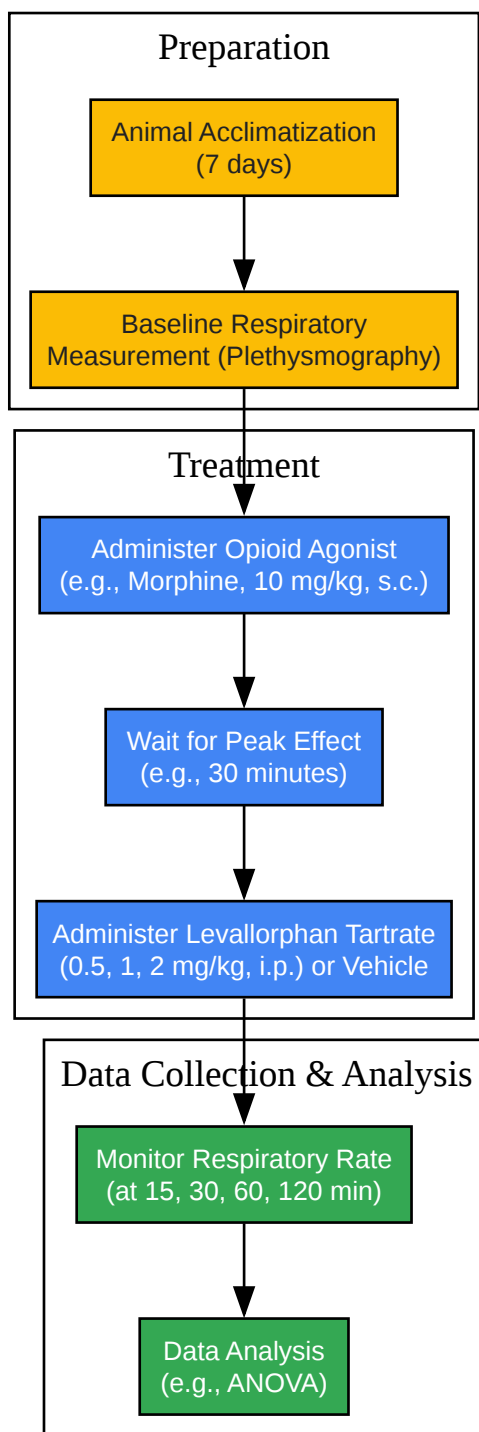 Preparation
Animal Acclimatization
(7 days)
Baseline Respiratory
Measurement (Plethysmography)
Treatment
Administer Opioid Agonist
(e.g., Morphine, 10 mg/kg, s.c.)
Wait for Peak Effect
(e.g., 30 minutes)
Administer Levallorphan Tartrate
(0.5, 1, 2 mg/kg, i.p.) or Vehicle
Data Collection & Analysis
Monitor Respiratory Rate
(at 15, 30, 60, 120 min)
Data Analysis
(e.g., ANOVA)